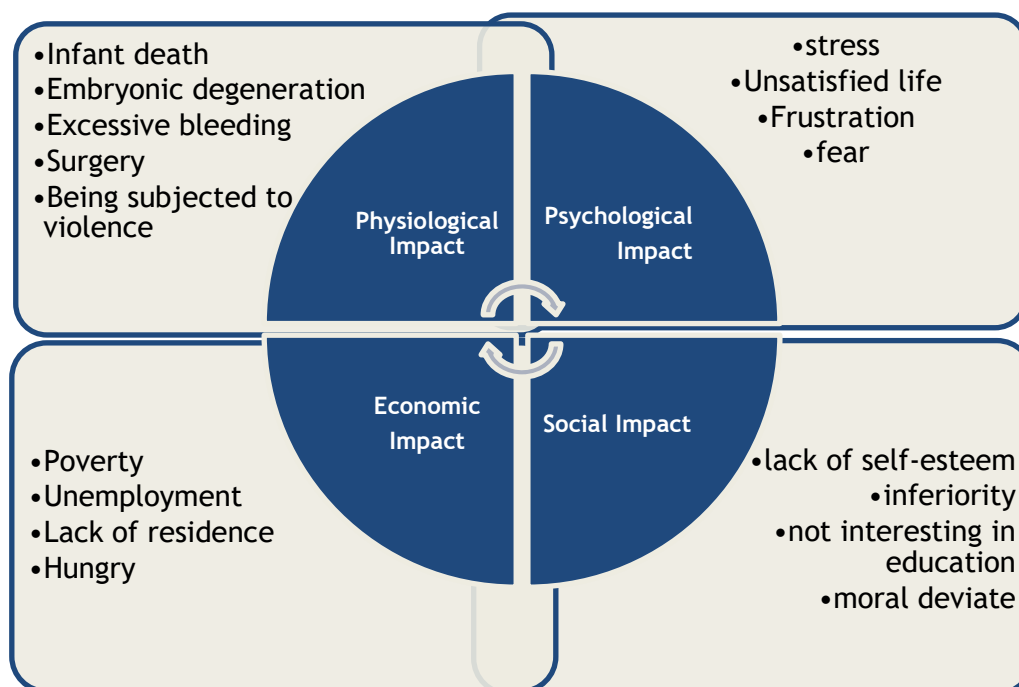 •Infant death
•Embryonic degeneration
•Excessive bleeding
•Surgery
•Being subjected to
violence
•stress
•Unsatisfied life
•Frustration
•fear
Physiological
Impact
Psychological
Impact
Economic
Impact
Social Impact
•Poverty
•Unemployment
•Lack of residence
•Hungry
•lack of self-esteem
•inferiority
•not interesting in
education
•moral deviate